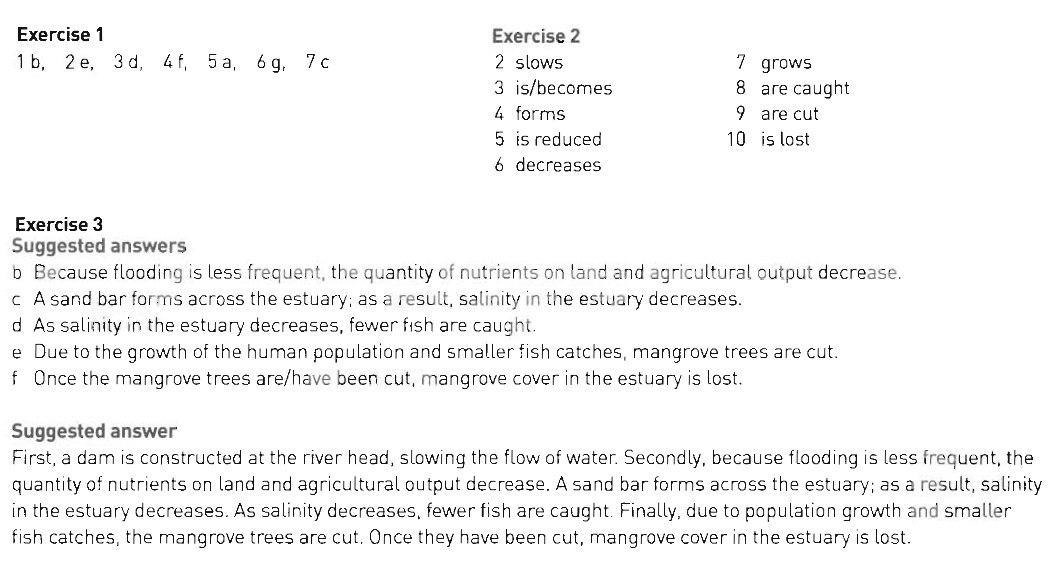 Exercise 1
1 b, 2 e, 3 d, 4 f, 5 a, 6 g, 7 c
Exercise 2
2 slows
3 is/becomes
4 forms
5 is reduced
6 decreases
7 grows
8 are caught
9 are cut
10 is lost
Exercise 3
Suggested answers
b Because flooding is less frequent, the quantity of nutrients on land and agricultural output decrease.
c A sand bar forms across the estuary; as a result, salinity in the estuary decreases.
d As salinity in the estuary decreases, fewer fish are caught.
e Due to the growth of the human population and smaller fish catches, mangrove trees are cut.
f Once the mangrove trees are/have been cut, mangrove cover in the estuary is lost.
Suggested answer
First, a dam is constructed at the river head, slowing the flow of water. Secondly, because flooding is less frequent, the
quantity of nutrients on land and agricultural output decrease. A sand bar forms across the estuary; as a result, salinity
in the estuary decreases. As salinity decreases, fewer fish are caught. Finally, due to population growth and smaller
fish catches, the mangrove trees are cut. Once they have been cut, mangrove cover in the estuary is lost.